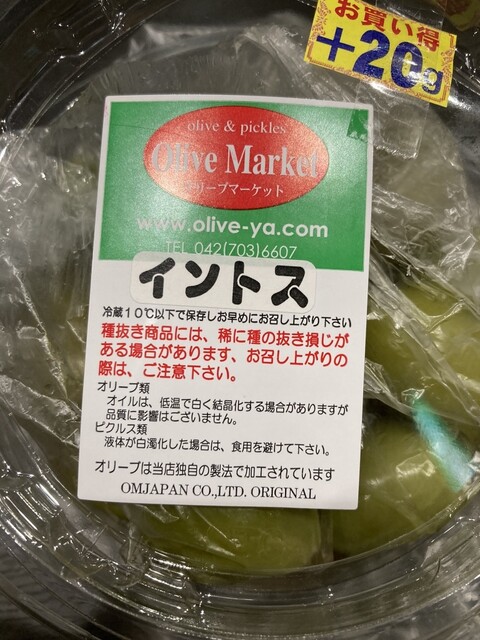 お買い得
+20g
olive & pickles
Olive Market
オリーブマーケット
www.olive-ya.com
TEL 042(703)6607
イントス
冷蔵10℃以下で保存しお早めにお召し上がり下さい
種抜き商品には、稀に種の抜き損じが
ある場合があります、お召し上がりの
際は、ご注意下さい。
オリーブ類
オイルは、低温で白く結晶化する場合がありますが
品質に影響はございません。
ピクルス類
液体が白濁化した場合は、食用を避けて下さい。
オリーブは当店独自の製法で加工されています
OMJAPAN CO.,LTD. ORIGINAL